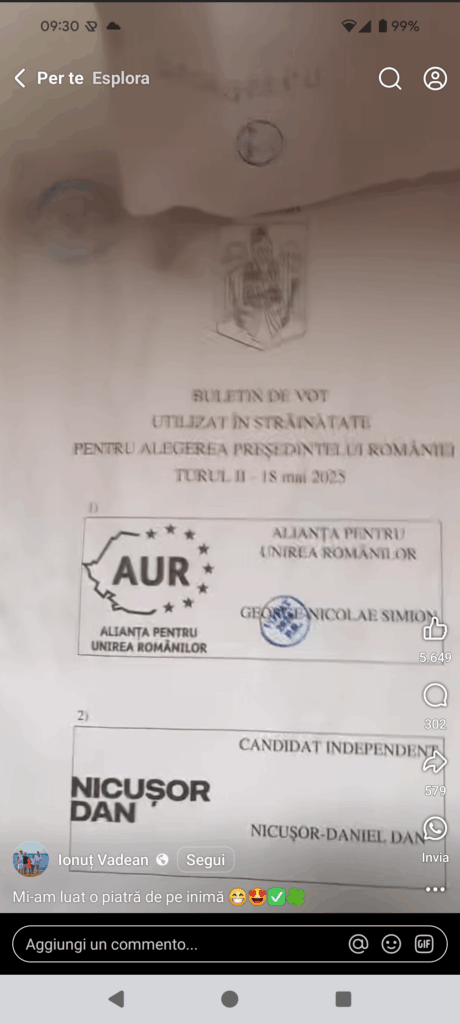 09:30
99%
Per te Esplora
BULETIN DE VOT
UTILIZAT ÎN STRĂINĂTATE
PENTRU ALEGEREA PREŞEDINTELUI ROMÂNIEI
TURUL II - 18 mai 2025
1)
AUR
ALIANȚA PENTRU
UNIREA ROMÂNILOR
ALIANȚA PENTRU
UNIREA ROMÂNILOR
GEORGE-NICOLAE SIMION
5.649
302
579
Invia
2)
NICUȘOR
DAN
CANDIDAT INDEPENDENT
NICUȘOR-DANIEL DAN
Ionuț Vadean Segui
Mi-am luat o piatră de pe inimă 😁🤩✅🍀
Aggiungi un commento...
GIF